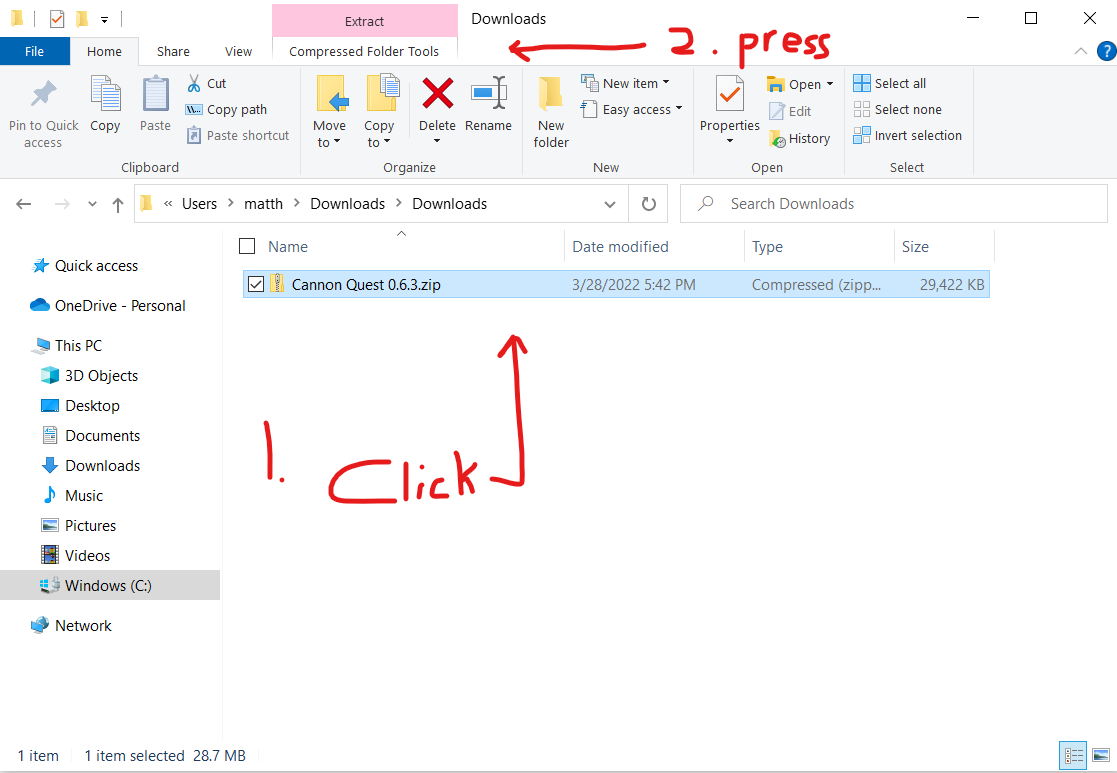 Extract
Downloads
2. press
File
Home
Share
View
Compressed Folder Tools
?
Pin to Quick access
Copy
Paste
Cut
Copy path
Paste shortcut
Clipboard
Move to
Copy to
Delete
Rename
Organize
New folder
New item
Easy access
New
Properties
Open
Edit
History
Open
Select all
Select none
Invert selection
Select
« Users > matth > Downloads > Downloads
Search Downloads
Name
Date modified
Type
Size
Cannon Quest 0.6.3.zip
3/28/2022 5:42 PM
Compressed (zipp...
29,422 KB
Quick access
OneDrive - Personal
This PC
3D Objects
Desktop
Documents
Downloads
Music
Pictures
Videos
Windows (C:)
Network
1. Click
1 item
1 item selected 28.7 MB